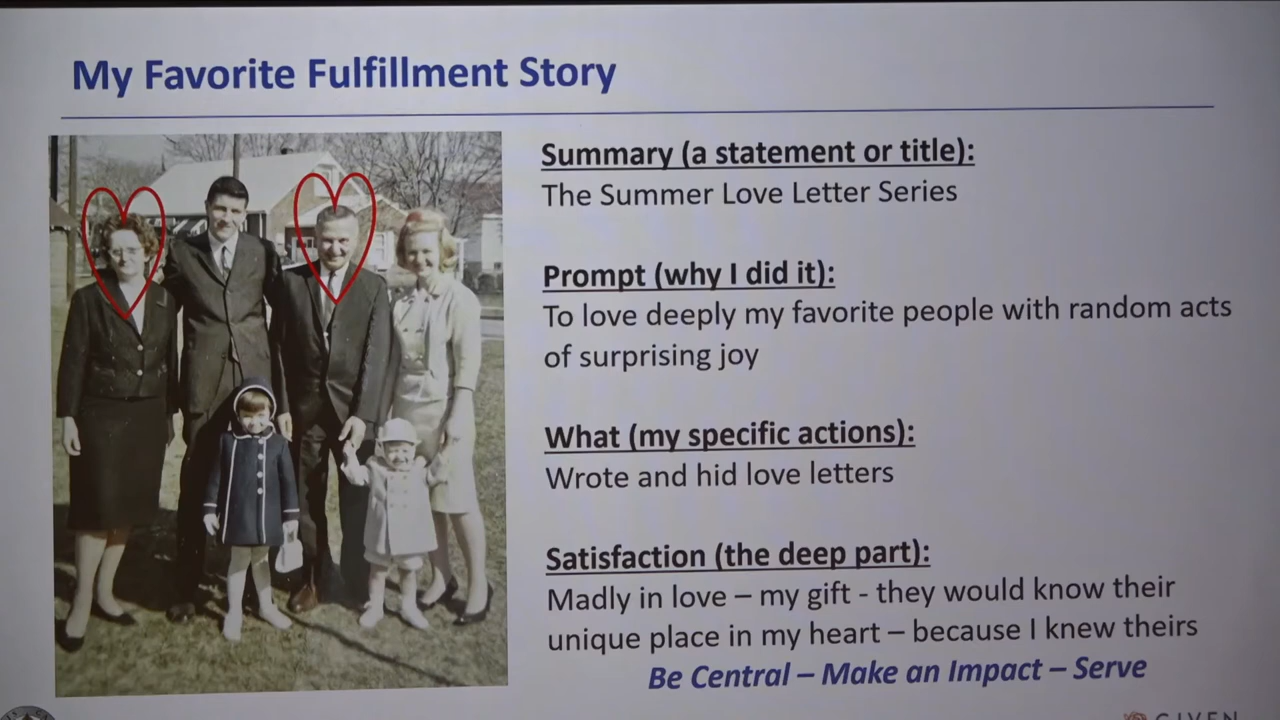 My Favorite Fulfillment Story
Summary (a statement or title):
The Summer Love Letter Series
Prompt (why I did it):
To love deeply my favorite people with random acts
of surprising joy
What (my specific actions):
Wrote and hid love letters
Satisfaction (the deep part):
Madly in love – my gift - they would know their
unique place in my heart – because I knew theirs
Be Central – Make an Impact – Serve
GIVEN